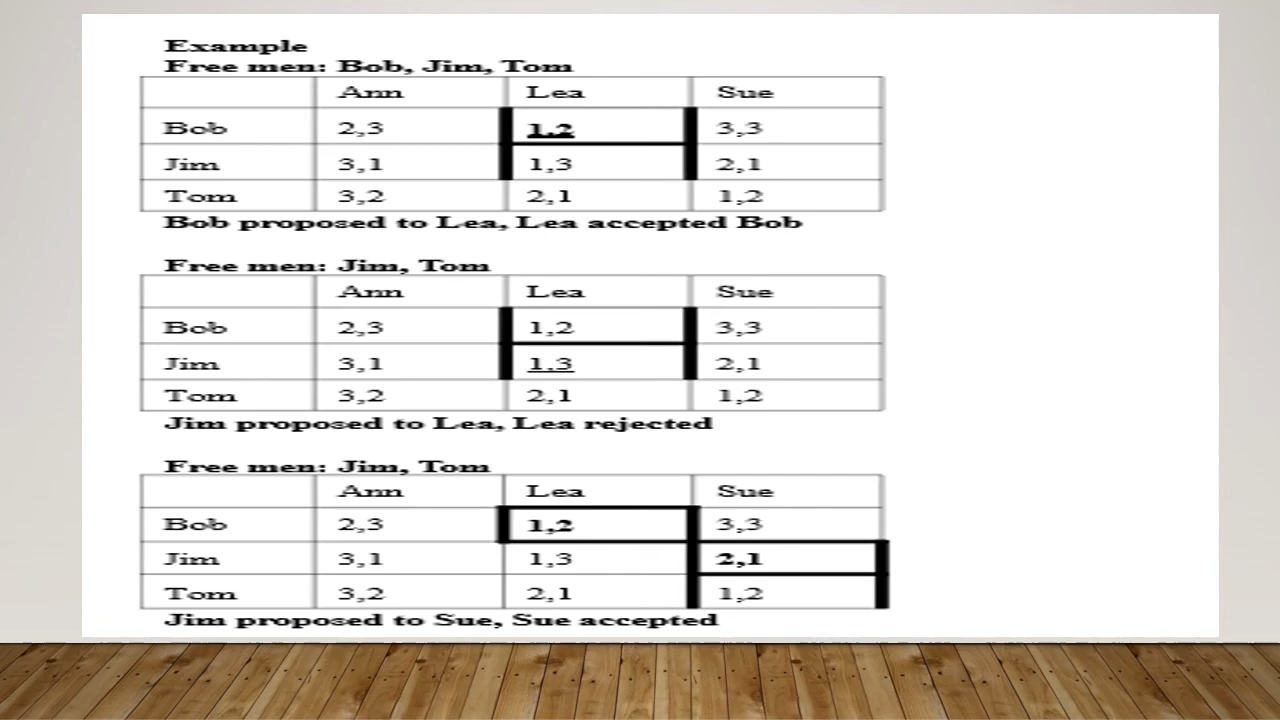 Example
Free men: Bob, Jim, Tom
Ann Lea Sue
Bob 2,3 1,2 3,3
Jim 3,1 1,3 2,1
Tom 3,2 2,1 1,2
Bob proposed to Lea, Lea accepted Bob
Free men: Jim, Tom
Ann Lea Sue
Bob 2,3 1,2 3,3
Jim 3,1 1,3 2,1
Tom 3,2 2,1 1,2
Jim proposed to Lea, Lea rejected
Free men: Jim, Tom
Ann Lea Sue
Bob 2,3 1,2 3,3
Jim 3,1 1,3 2,1
Tom 3,2 2,1 1,2
Jim proposed to Sue, Sue accepted